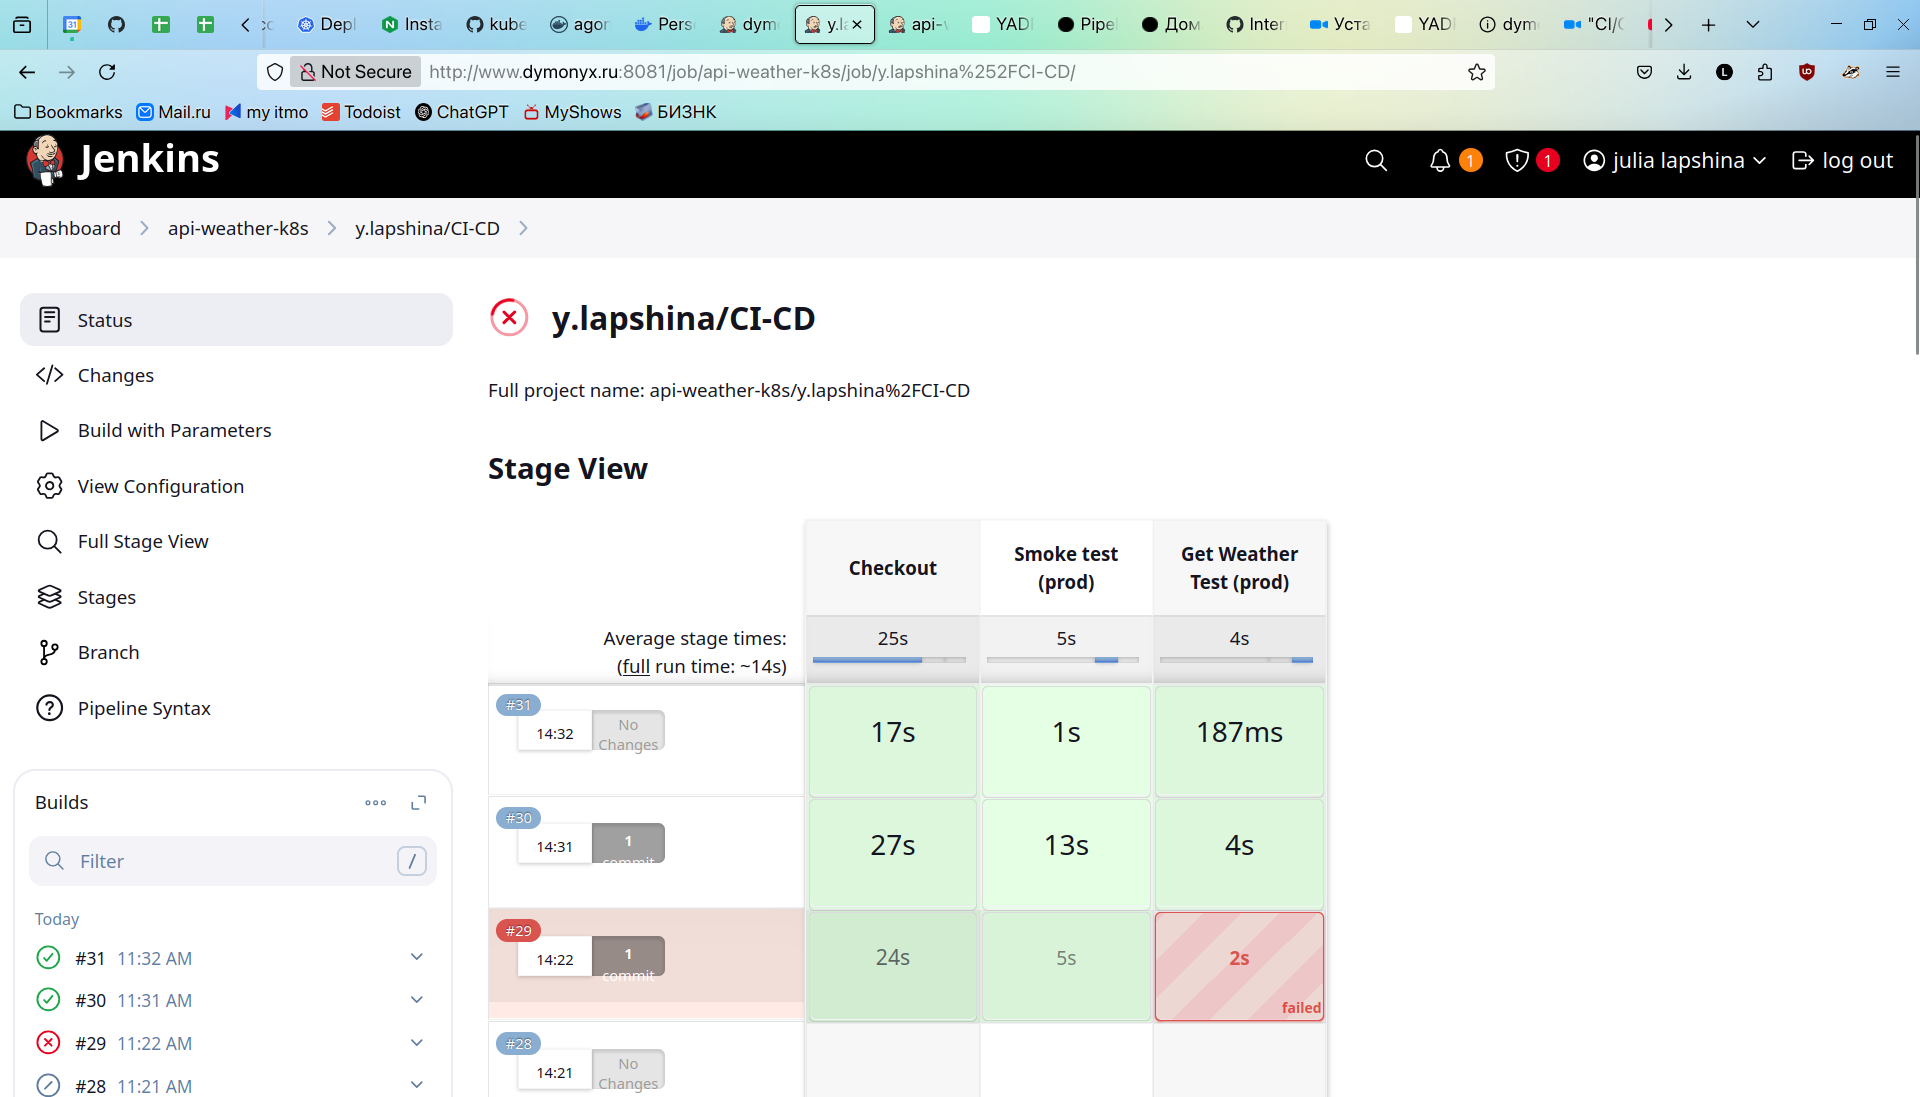 31
Depl
Insta
kube
agor
Perso
dymo
y.la
api-v
YADR
Pipel
Дом
Inter
Уста
YADR
dymo
"CI/C
Not Secure
http://www.dymonyx.ru:8081/job/api-weather-k8s/job/y.lapshina%252FCI-CD/
Bookmarks
Mail.ru
my itmo
Todoist
ChatGPT
MyShows
БИЗНК
Jenkins
1
1
julia lapshina
log out
Dashboard
api-weather-k8s
y.lapshina/CI-CD
Status
Changes
Build with Parameters
View Configuration
Full Stage View
Stages
Branch
Pipeline Syntax
Builds
Filter
/
Today
#31 11:32 AM
#30 11:31 AM
#29 11:22 AM
#28 11:21 AM
y.lapshina/CI-CD
Full project name: api-weather-k8s/y.lapshina%2FCI-CD
Stage View
Checkout
Smoke test
(prod)
Get Weather
Test (prod)
Average stage times:
(full run time: ~14s)
25s
5s
4s
#31
14:32
No
Changes
17s
1s
187ms
#30
14:31
1
commit
27s
13s
4s
#29
14:22
1
commit
24s
5s
2s
failed
#28
14:21
No
Changes